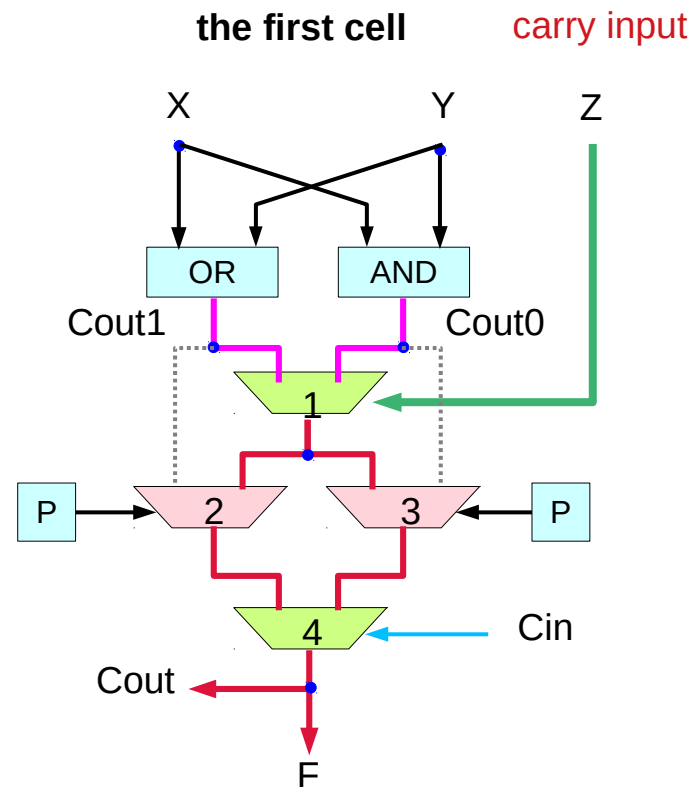 the first cell
carry input
X
Y
Z
OR
AND
Cout1
Cout0
1
P
2
3
P
4
Cin
Cout
F